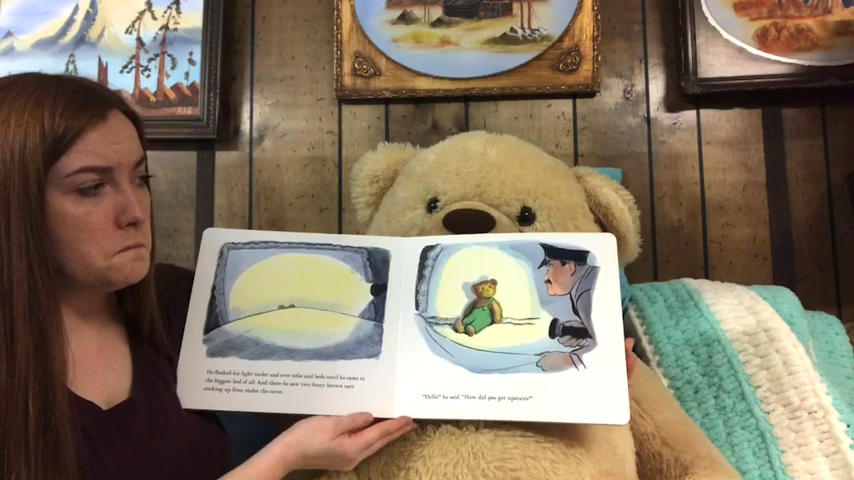 He flashed his light under and over sofas and beds until he came to
the biggest bed of all. And there he saw two fuzzy brown ears
sticking up from under the cover.
"Hello!" he said. "How did you get upstairs?"